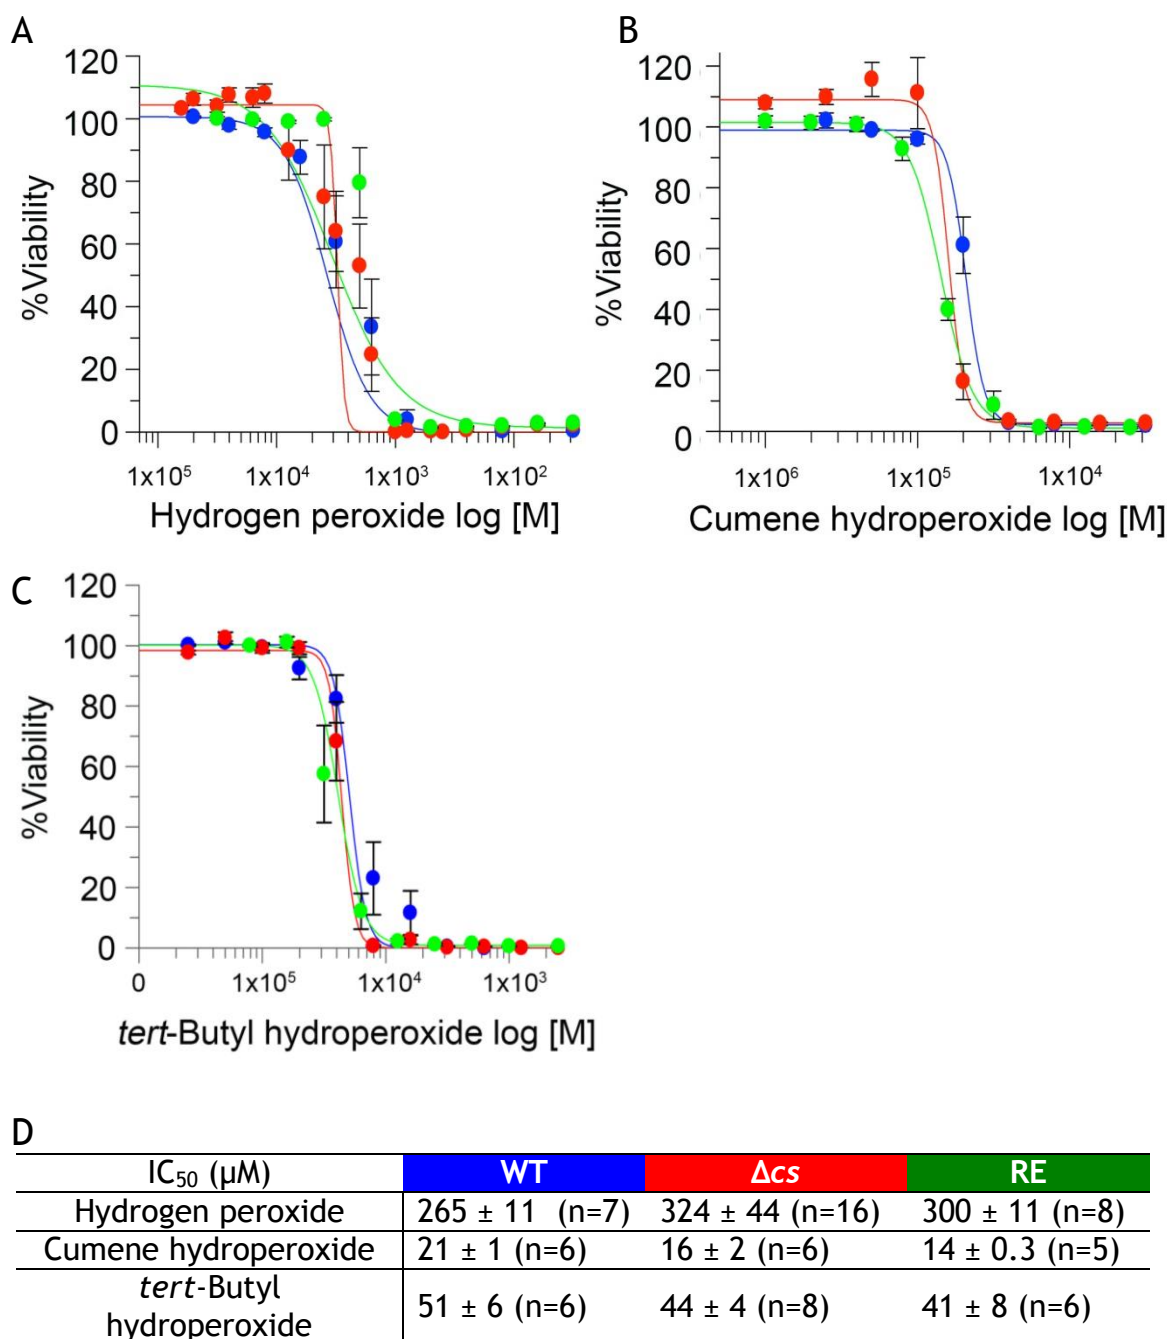 A
120
100
80
60
40
20
0
%Viability
1x10⁵ 1x10⁴ 1x10³ 1x10²
Hydrogen peroxide log [M]
B
120
100
80
60
40
20
0
%Viability
1x10⁶ 1x10⁵ 1x10⁴
Cumene hydroperoxide log [M]
C
120
100
80
60
40
20
0
%Viability
0 1x10⁵ 1x10⁴ 1x10³
tert-Butyl hydroperoxide log [M]
D
IC₅₀ (µM) WT Δcs RE
Hydrogen peroxide 265 ± 11 (n=7) 324 ± 44 (n=16) 300 ± 11 (n=8)
Cumene hydroperoxide 21 ± 1 (n=6) 16 ± 2 (n=6) 14 ± 0.3 (n=5)
tert-Butyl
hydroperoxide 51 ± 6 (n=6) 44 ± 4 (n=8) 41 ± 8 (n=6)